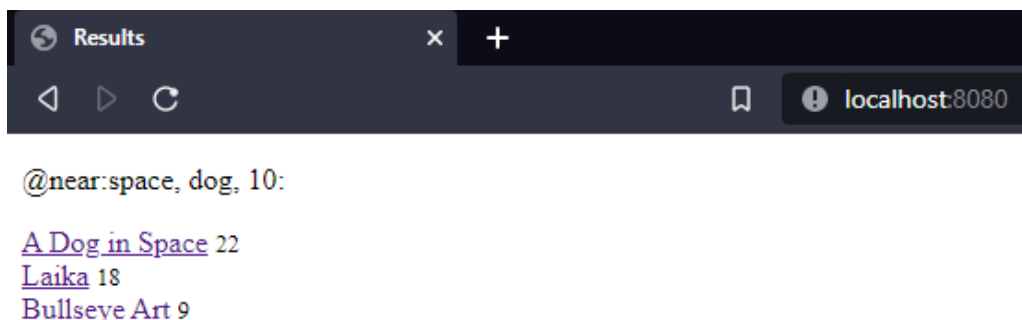 Results
localhost:8080
@near:space, dog, 10:
A Dog in Space 22
Laika 18
Bullseye Art 9